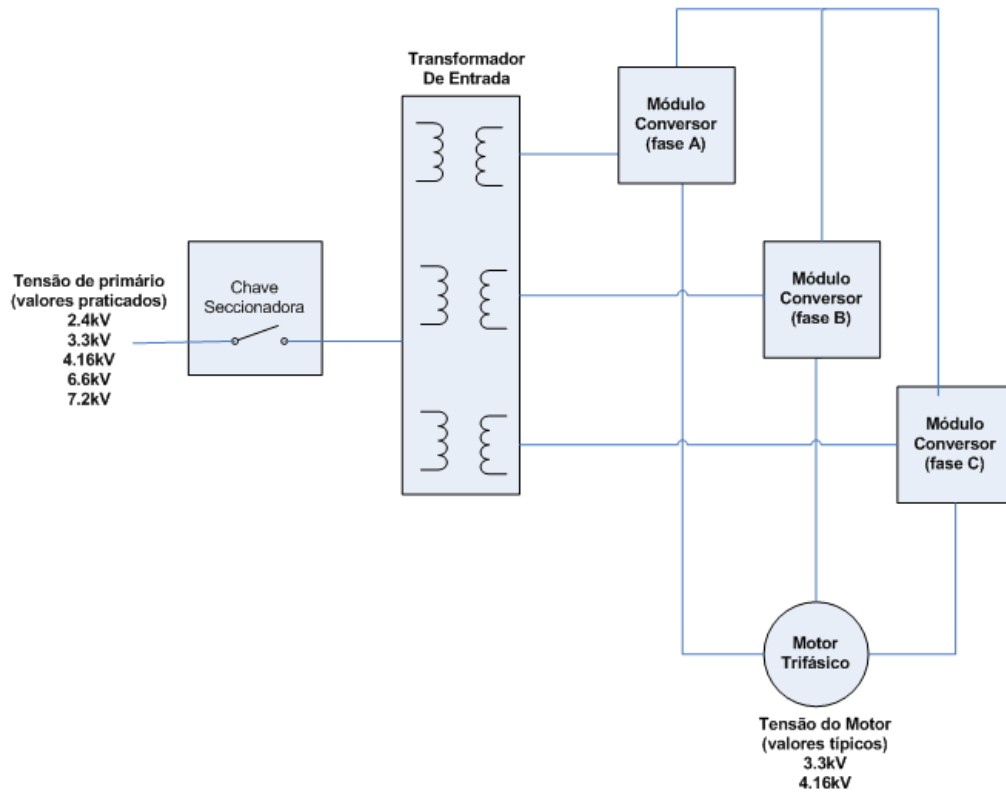 Transformador
De Entrada
Módulo
Conversor
(fase A)
Tensão de primário
(valores praticados)
2.4kV
3.3kV
4.16kV
6.6kV
7.2kV
Chave
Seccionadora
Módulo
Conversor
(fase B)
Módulo
Conversor
(fase C)
Motor
Trifásico
Tensão do Motor
(valores típicos)
3.3kV
4.16kV